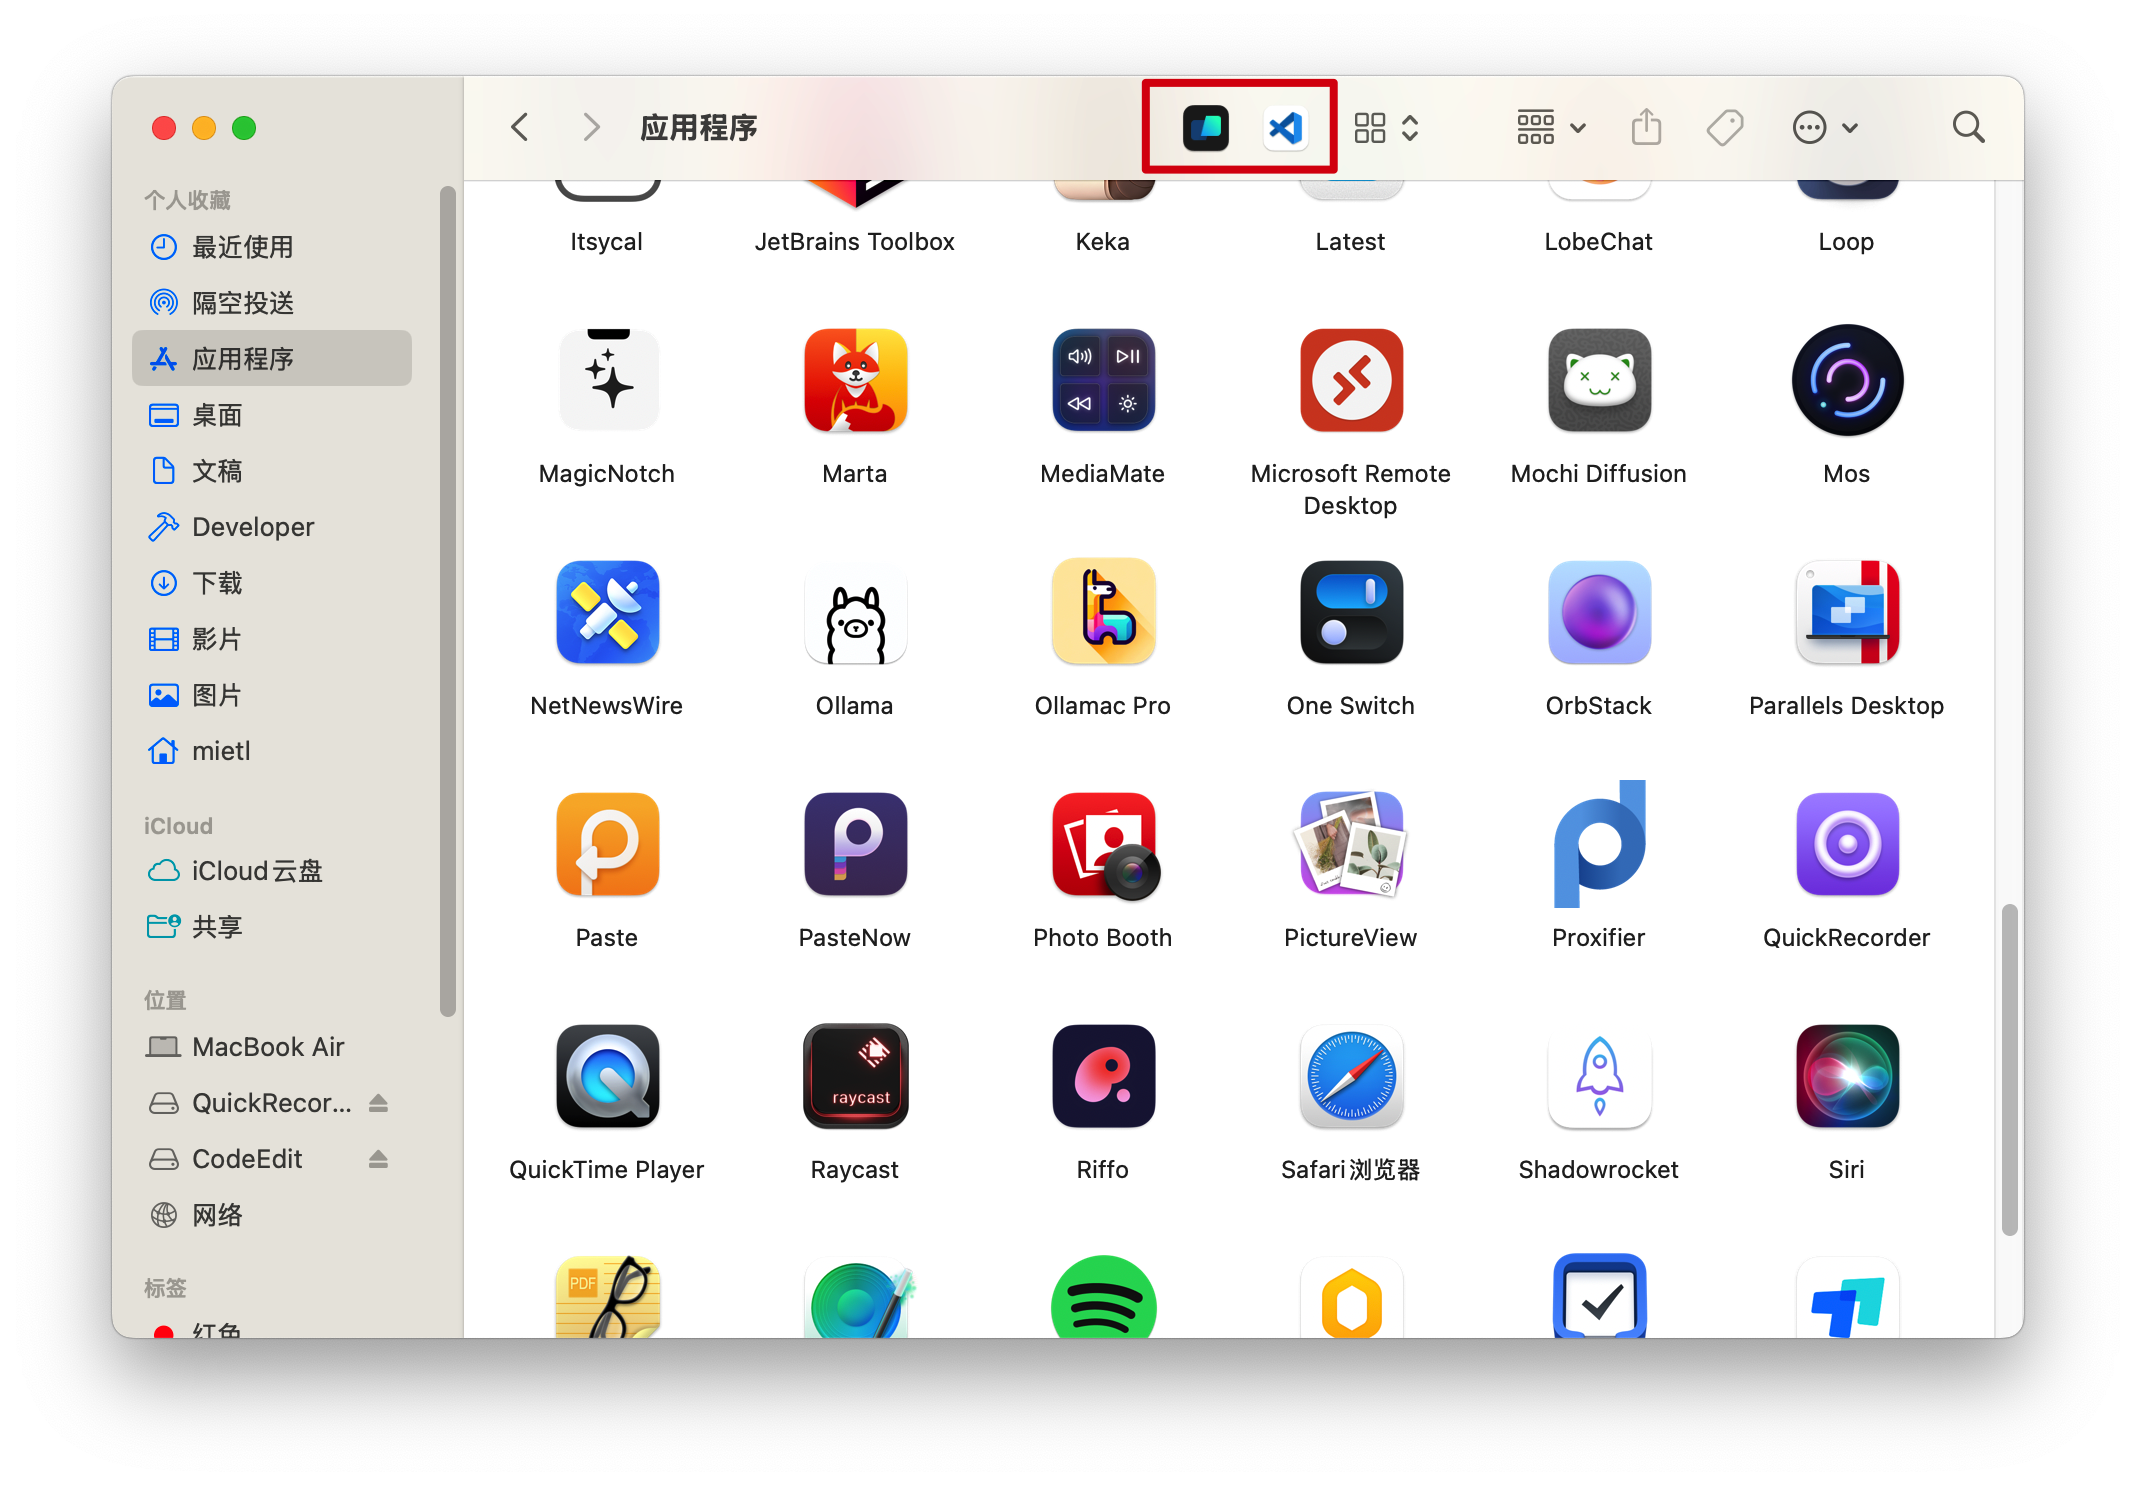 应用程序
个人收藏
最近使用
隔空投送
应用程序
桌面
文稿
Developer
下载
影片
图片
mietl
iCloud
iCloud云盘
共享
位置
MacBook Air
QuickRecor...
CodeEdit
网络
标签
红色
Itsycal
JetBrains Toolbox
Keka
Latest
LobeChat
Loop
MagicNotch
Marta
MediaMate
Microsoft Remote
Desktop
Mochi Diffusion
Mos
NetNewsWire
Ollama
Ollamac Pro
One Switch
OrbStack
Parallels Desktop
Paste
PasteNow
Photo Booth
PictureView
Proxifier
QuickRecorder
raycast
QuickTime Player
Raycast
Riffo
Safari浏览器
Shadowrocket
Siri
PDF